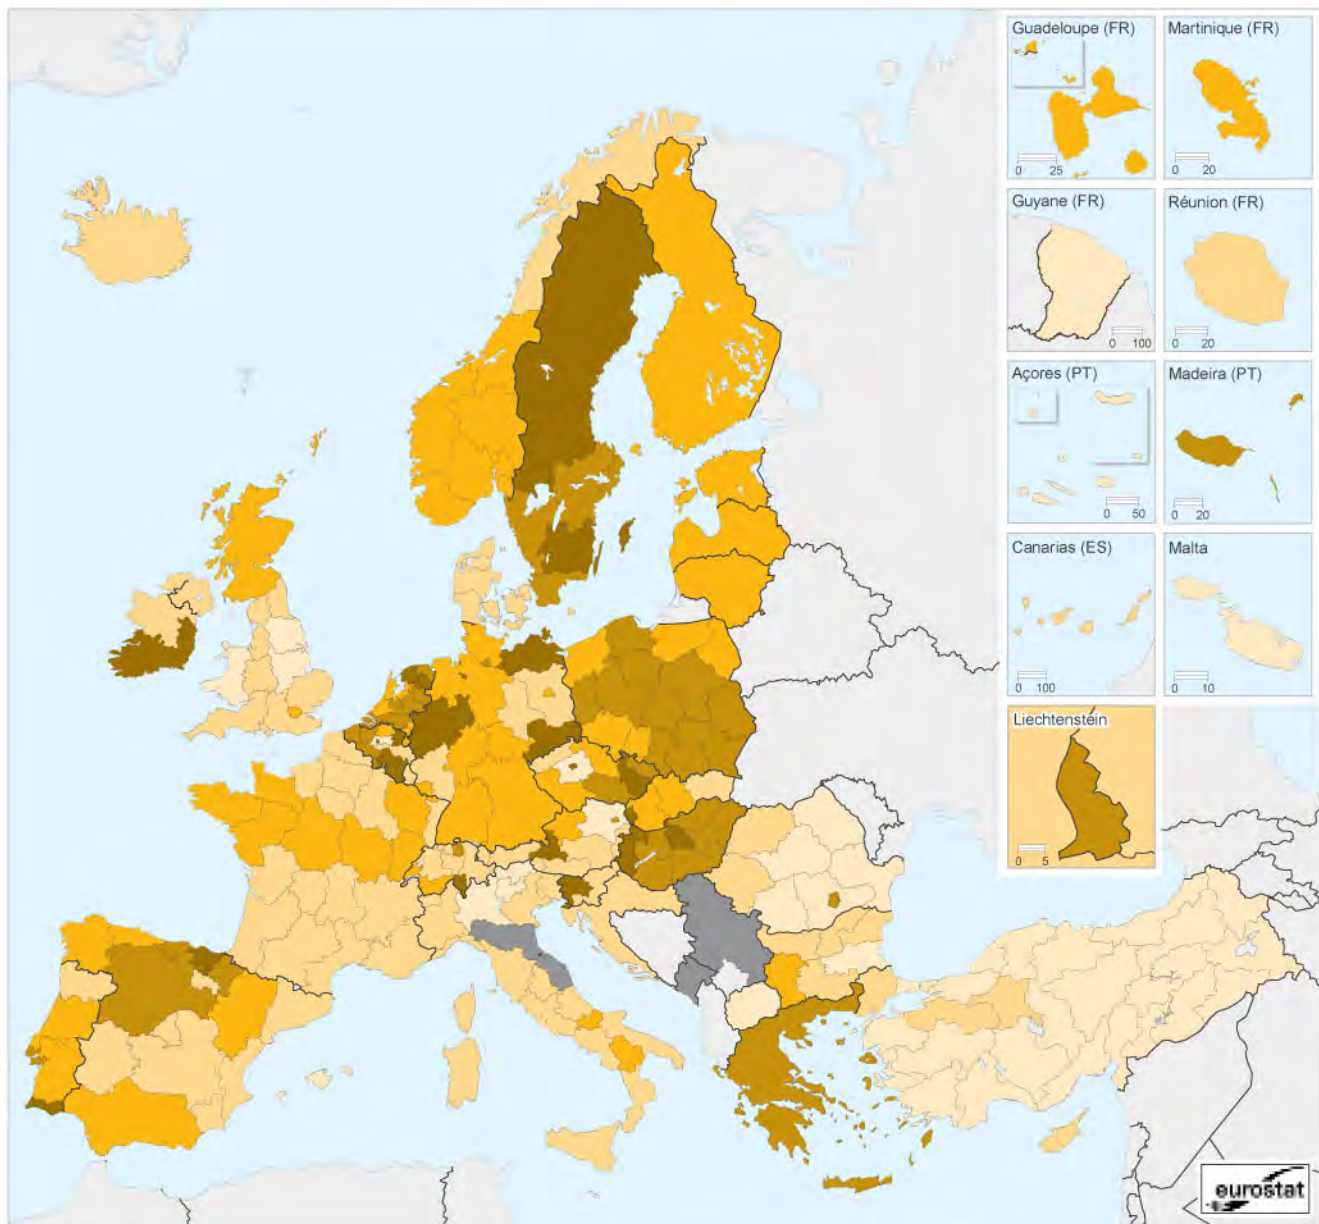 Guadeloupe (FR)
0 25
Martinique (FR)
0 20
Guyane (FR)
0 100
Réunion (FR)
0 20
Açores (PT)
0 50
Madeira (PT)
0 20
Canarias (ES)
0 100
Malta
0 10
Liechtenstein
0 5
eurostat